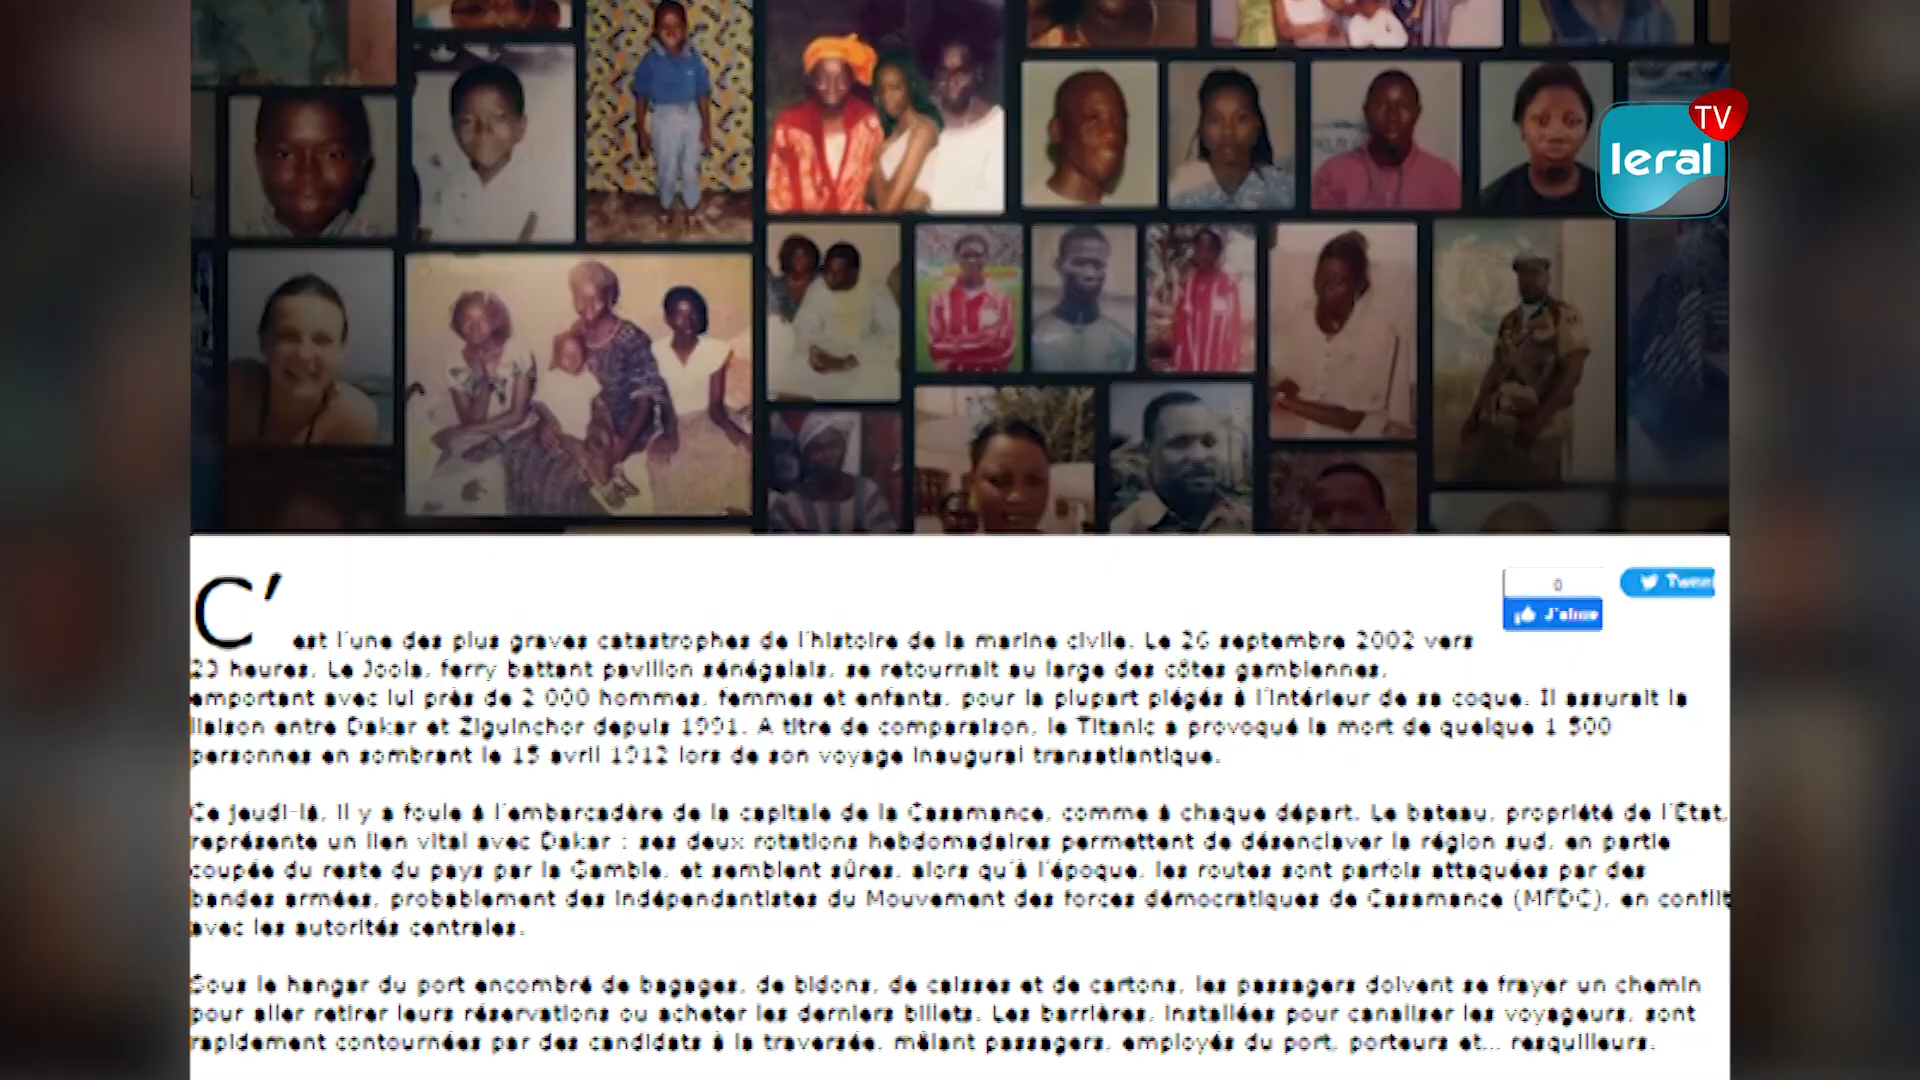 TV
leral
0
Tweet
J'aime
C'
est l'une des plus graves catastrophes de l'histoire de la marine civile. Le 26 septembre 2002 vers
23 heures, Le Joola, ferry battant pavillon sénégalais, se retournait au large des côtes gambiennes,
emportant avec lui près de 2 000 hommes, femmes et enfants, pour la plupart piégés à l'intérieur de sa coque. Il assurait la
liaison entre Dakar et Ziguinchor depuis 1991. A titre de comparaison, le Titanic a provoqué la mort de quelque 1 500
personnes en sombrant le 15 avril 1912 lors de son voyage inaugural transatlantique.
Ce jeudi-là, il y a foule à l'embarcadère de la capitale de la Casamance, comme à chaque départ. Le bateau, propriété de l'Etat,
représente un lien vital avec Dakar : ses deux rotations hebdomadaires permettent de désenclaver la région sud, en partie
coupée du reste du pays par la Gambie, et semblent sûres, alors qu'à l'époque, les routes sont parfois attaquées par des
bandes armées, probablement des indépendantistes du Mouvement des forces démocratiques de Casamance (MFDC), en conflit
avec les autorités centrales.
Sous le hangar du port encombré de bagages, de bidons, de caisses et de cartons, les passagers doivent se frayer un chemin
pour aller retirer leurs réservations ou acheter les derniers billets. Les barrières, installées pour canaliser les voyageurs, sont
rapidement contournées par des candidats à la traversée, mêlant passagers, employés du port, porteurs et... resquilleurs.